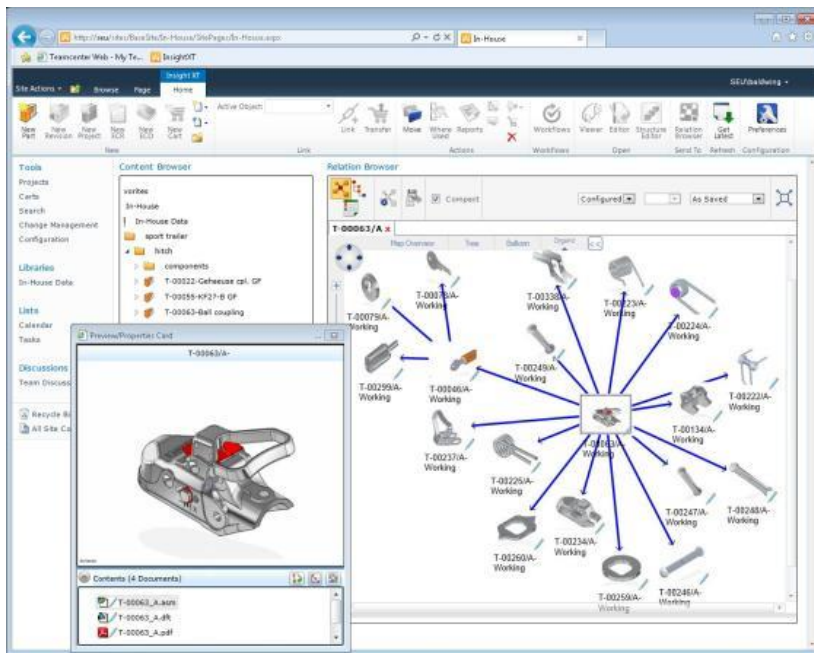 http://seu/sites/BaseSite/In-House/SitePages/In-House.aspx
In-House
Teamcenter Web - My Te...
InsightXT
Insight XT
Site Actions
Browse
Page
Home
SEU\baldwing
New Part
New Revision
New Project
New ECR
New ECO
New Cart
Active Object:
Link
Transfer
Move
Where Used
Reports
Workflows
Viewer
Editor
Structure Editor
Relation Browser
Get Latest
Preferences
New
Link
Actions
Workflows
Open
Send To
Refresh
Configuration
Tools
Projects
Carts
Search
Change Management
Configuration
Libraries
In-House Data
Lists
Calendar
Tasks
Discussions
Team Discuss
Recycle Bi
All Site Co
Content Browser
vorites
In-House
In-House Data
sport trailer
hitch
components
T-00022-Gehaeuse cpl. GF
T-00055-KF27-B GF
T-00063-Ball coupling
Relation Browser
Compact
Configured
As Saved
T-00063/A x
Map Overview
Tree
Balloon
Organic
<<
T-00079/A-
Working
T-00078/A-
Working
T-00338/A-
Working
T-00223/A-
Working
T-00224/A-
Working
T-00299/A-
Working
T-00046/A-
Working
T-00249/A-
Working
T-00222/A-
Working
T-00134/A-
Working
T-00063/A-
Working
T-00237/A-
Working
T-00225/A-
Working
T-00247/A-
Working
T-00248/A-
Working
T-00260/A-
Working
T-00234/A-
Working
T-00259/A-
Working
T-00246/A-
Working
Preview/Properties Card
T-00063/A-
Contents (4 Documents)
T-00063_A.asm
T-00063_A.dft
T-00063_A.pdf